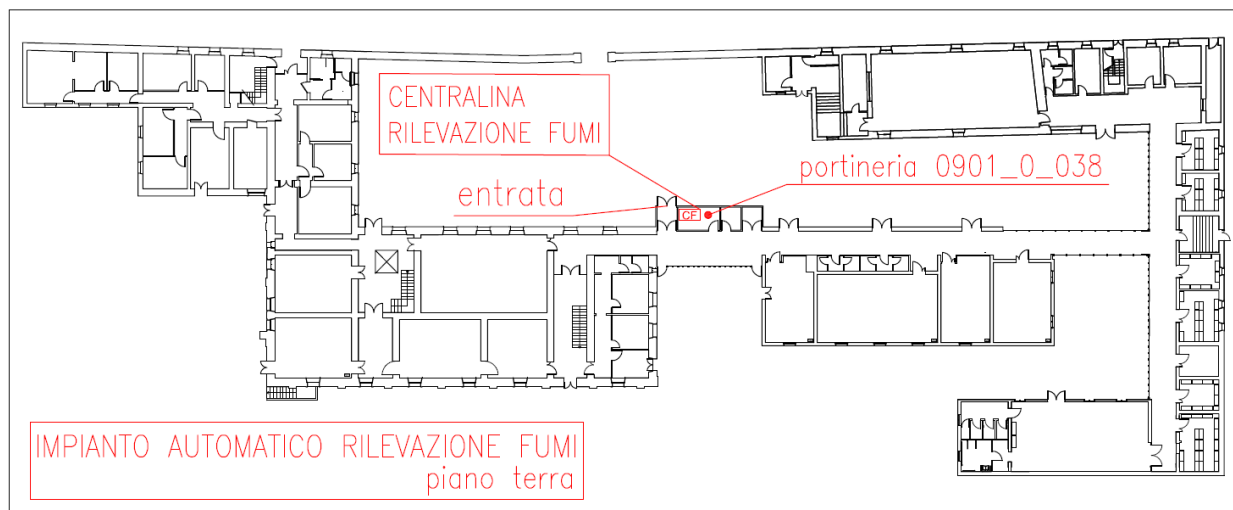 CENTRALINA
RILEVAZIONE FUMI
portineria 0901_0_038
entrata
CF
IMPIANTO AUTOMATICO RILEVAZIONE FUMI
piano terra